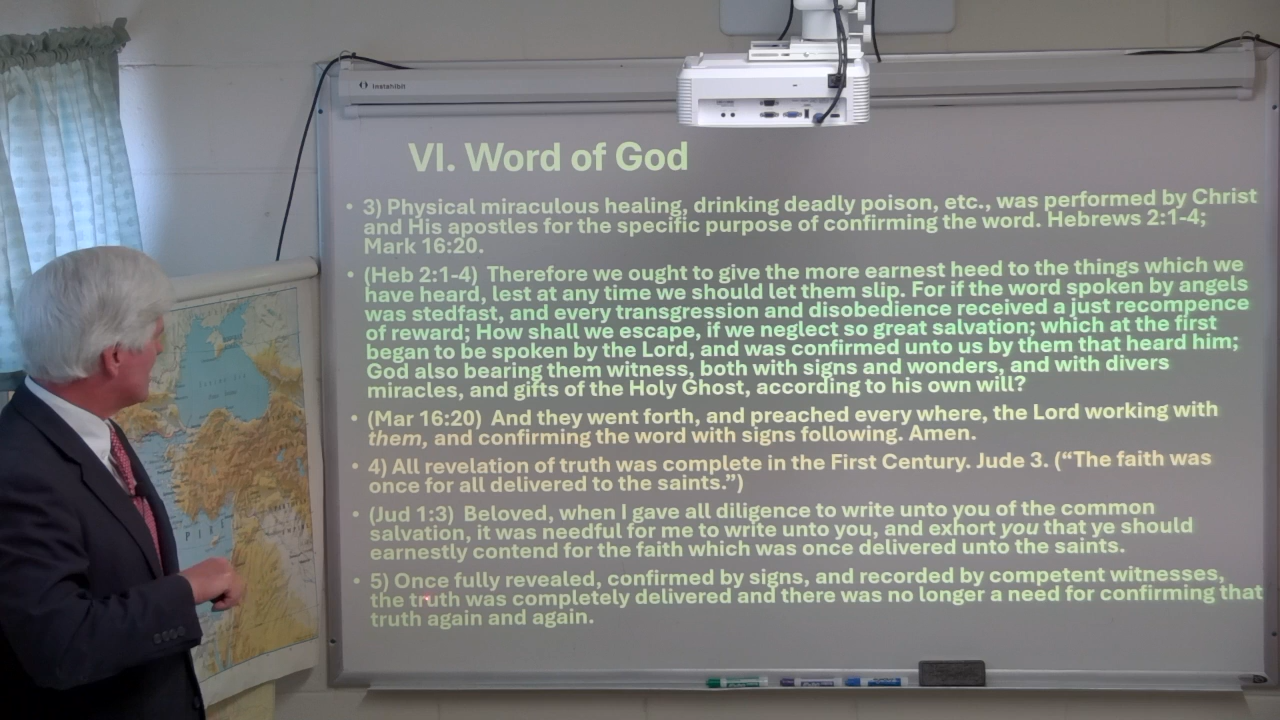 Instahibit
VI. Word of God
• 3) Physical miraculous healing, drinking deadly poison, etc., was performed by Christ
and His apostles for the specific purpose of confirming the word. Hebrews 2:1-4;
Mark 16:20.
• (Heb 2:1-4) Therefore we ought to give the more earnest heed to the things which we
have heard, lest at any time we should let them slip. For if the word spoken by angels
was stedfast, and every transgression and disobedience received a just recompence
of reward; How shall we escape, if we neglect so great salvation; which at the first
began to be spoken by the Lord, and was confirmed unto us by them that heard him;
God also bearing them witness, both with signs and wonders, and with divers
miracles, and gifts of the Holy Ghost, according to his own will?
• (Mar 16:20) And they went forth, and preached every where, the Lord working with
them, and confirming the word with signs following. Amen.
• 4) All revelation of truth was complete in the First Century. Jude 3. (“The faith was
once for all delivered to the saints.”)
• (Jud 1:3) Beloved, when I gave all diligence to write unto you of the common
salvation, it was needful for me to write unto you, and exhort you that ye should
earnestly contend for the faith which was once delivered unto the saints.
• 5) Once fully revealed, confirmed by signs, and recorded by competent witnesses,
the truth was completely delivered and there was no longer a need for confirming that
truth again and again.